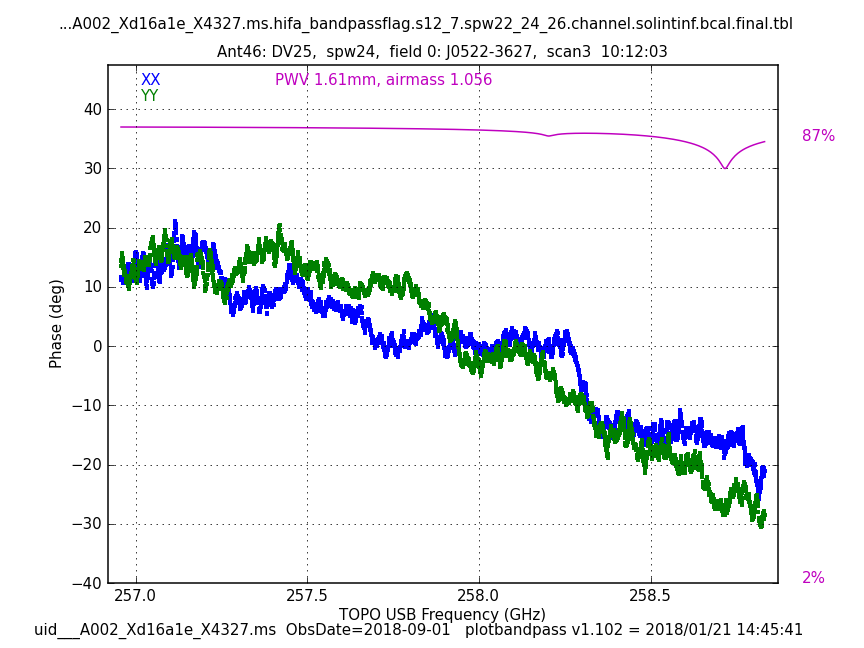 ...A002_Xd16a1e_X4327.ms.hifa_bandpassflag.s12_7.spw22_24_26.channel.solintinf.bcal.final.tbl
Ant46: DV25,  spw24,  field 0: J0522-3627,  scan3  10:12:03
XX
YY
PWV 1.61mm, airmass 1.056
87%
2%
Phase (deg)
40
30
20
10
0
−10
−20
−30
−40
257.0 257.5 258.0 258.5
TOPO USB Frequency (GHz)
uid___A002_Xd16a1e_X4327.ms  ObsDate=2018-09-01   plotbandpass v1.102 = 2018/01/21 14:45:41